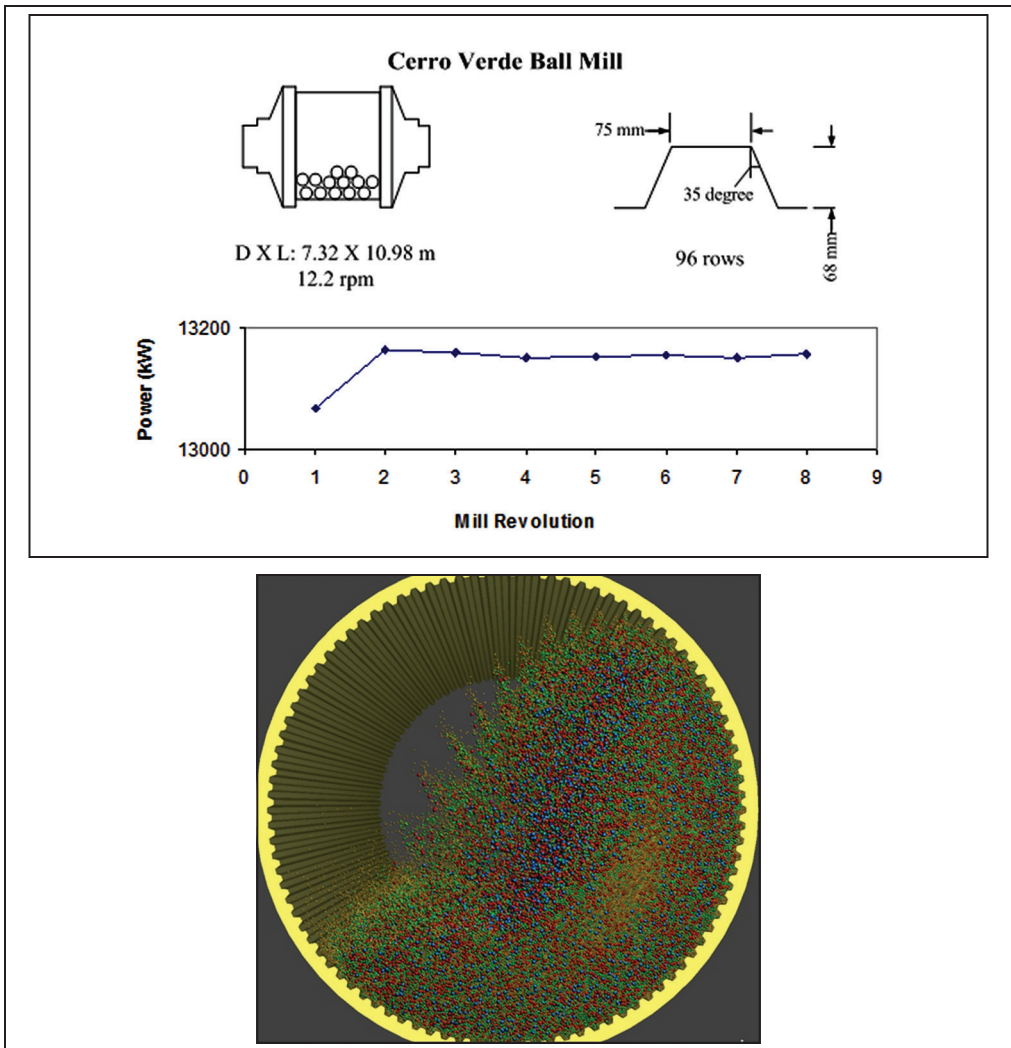 Cerro Verde Ball Mill
D X L: 7.32 X 10.98 m
12.2 rpm
75 mm
35 degree
68 mm
96 rows
Power (kW)
13200
13000
0 1 2 3 4 5 6 7 8 9
Mill Revolution